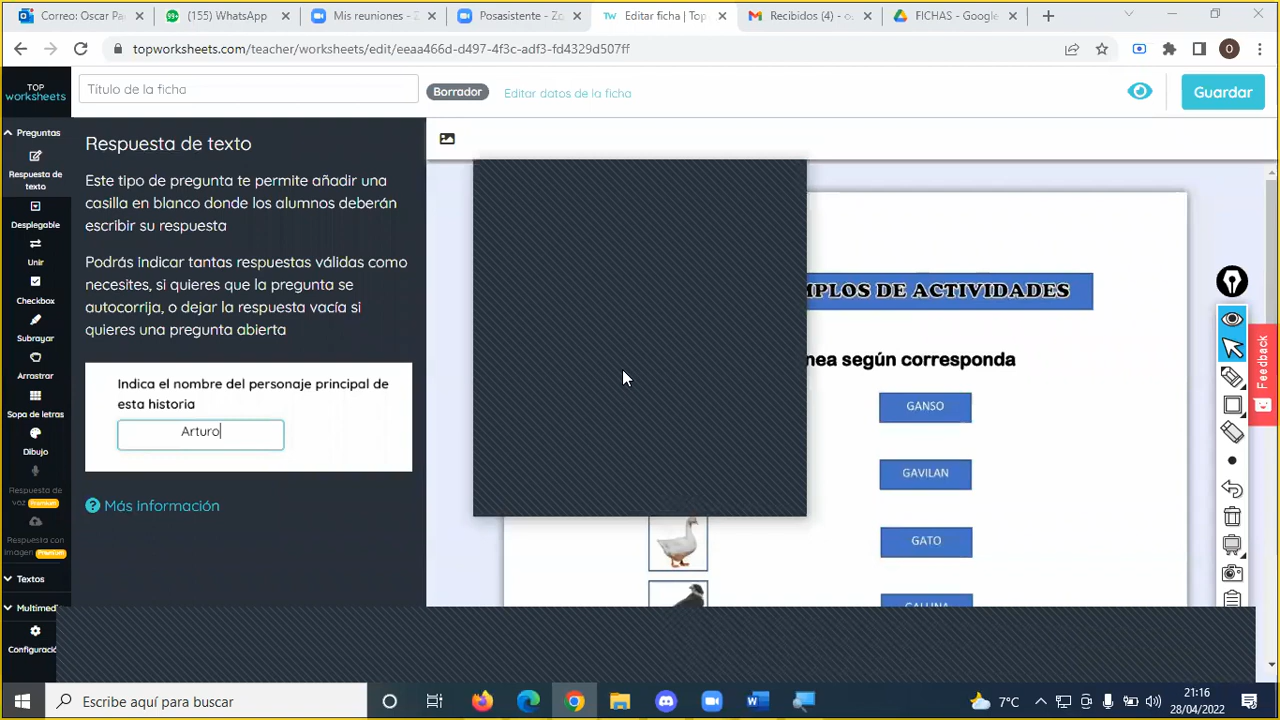 Correo: Oscar Pa
(155) WhatsApp
Mis reuniones - Z
Posasistente - Zo
TW
Editar ficha | Top
Recibidos (4) - o
FICHAS - Google
topworksheets.com/teacher/worksheets/edit/eeaa466d-d497-4f3c-adf3-fd4329d507ff
O
TOP
worksheets
Título de la ficha
Borrador
Editar datos de la ficha
Guardar
Preguntas
Respuesta de
texto
Desplegable
Unir
Checkbox
Subrayar
Arrastrar
Sopa de letras
Dibujo
Respuesta de
voz Premium
Respuesta con
imagen Premium
Textos
Multimed
Configuració
Respuesta de texto
Este tipo de pregunta te permite añadir una
casilla en blanco donde los alumnos deberán
escribir su respuesta
Podrás indicar tantas respuestas válidas como
necesites, si quieres que la pregunta se
autocorrija, o dejar la respuesta vacía si
quieres una pregunta abierta
Indica el nombre del personaje principal de
esta historia
Arturo
Más información
MPLOS DE ACTIVIDADES
nea según corresponda
GANSO
GAVILAN
GATO
GALLINA
Feedback
Escribe aquí para buscar
7°C
21:16
28/04/2022